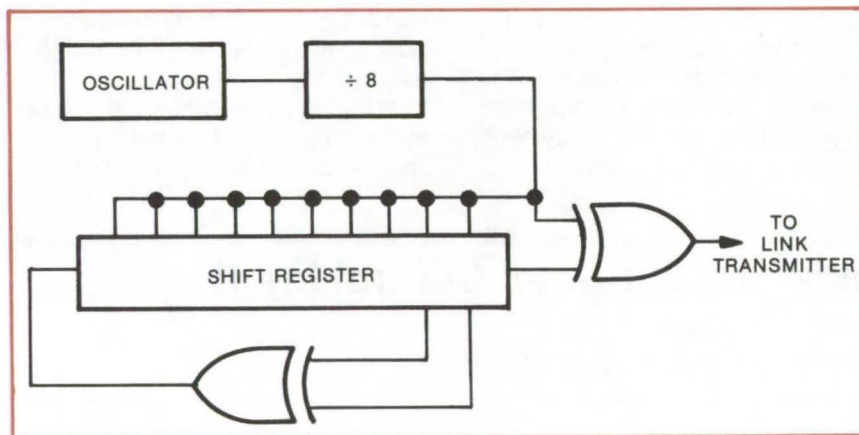 OSCILLATOR
÷ 8
SHIFT REGISTER
TO
LINK
TRANSMITTER